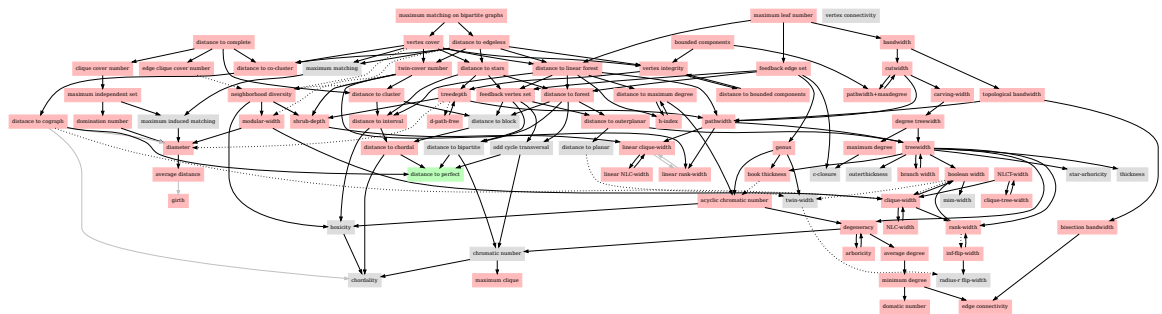 maximum matching on bipartite graphs
maximum leaf number
vertex connectivity
distance to complete
vertex cover
distance to edgeless
bounded components
bandwidth
clique cover number
edge clique cover number
distance to co-cluster
maximum matching
twin-cover number
distance to stars
distance to linear forest
vertex integrity
feedback edge set
cutwidth
maximum independent set
neighborhood diversity
distance to cluster
treedepth
feedback vertex set
distance to forest
distance to maximum degree
distance to bounded components
pathwidth+maxdegree
carving-width
topological bandwidth
distance to cograph
domination number
maximum induced matching
modular-width
shrub-depth
distance to interval
d-path-free
distance to block
distance to outerplanar
h-index
pathwidth
degree treewidth
diameter
distance to chordal
distance to bipartite
odd cycle transversal
distance to planar
linear clique-width
genus
maximum degree
treewidth
average distance
distance to perfect
linear NLC-width
linear rank-width
book thickness
c-closure
outerthickness
branch width
boolean width
NLCT-width
star-arboricity
thickness
girth
acyclic chromatic number
twin-width
clique-width
mim-width
clique-tree-width
boxicity
degeneracy
NLC-width
rank-width
bisection bandwidth
chromatic number
arboricity
average degree
inf-flip-width
chordality
maximum clique
minimum degree
radius-r flip-width
domatic number
edge connectivity